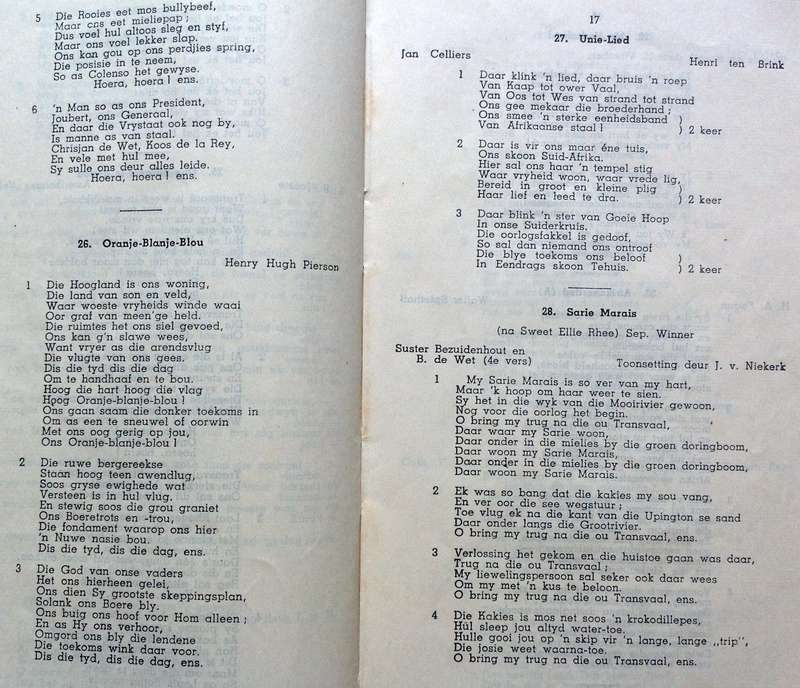 5 Die Rooies eet mos bullybeef,
Maar ons eet mieliepap;
Dus voel hul altoos sleg en styf,
Maar ons voel lekker slap.
Ons kan gou op ons perdjies spring,
Die posisie in te neem,
So as Colenso het gewyse.
Hoera, hoera! ens.
6 'n Man so as ons President,
Joubert, ons Generaal,
En daar die Vrystaat ook nog by,
Is manne as van staal.
Chrisjan de Wet, Koos de la Rey,
En vele met hul mee,
Sy sulle ons deur alles leide.
Hoera, hoera! ens.
26. Oranje-Blanje-Blou
Henry Hugh Pierson
1 Die Hoogland is ons woning,
Die land van son en veld,
Waar woeste vryheids winde waai
Oor graf van meen'ge held.
Die ruimtes het ons siel gevoed,
Ons kan g'n slawe wees,
Want vryer as die arendsvlug
Die vlugte van ons gees.
Dis die tyd dis die dag
Om te handhaaf en te bou.
Hoog die hart hoog die vlag
Hoog Oranje-blanje-blou!
Ons gaan saam die donker toekoms in
Om as een te sneuwel of oorwin
Met ons oog gerig op jou,
Ons Oranje-blanje-blou!
2 Die ruwe bergereekse
Staan hoog teen awendlug,
Soos gryse ewighede wat
Versteen is in hul vlug.
En stewig soos die grou graniet
Ons Boeretrots en -trou,
Die fondament waarop ons hier
'n Nuwe nasie bou.
Dis die tyd, dis die dag, ens.
3 Die God van onse vaders
Het ons hierheen gelei,
Ons dien Sy grootste skeppingsplan,
Solank ons Boere bly.
Ons buig ons hoof voor Hom alleen;
En as Hy ons verhoor,
Omgord ons bly die lendene
Die toekoms wink daar voor.
Dis die tyd, dis die dag, ens.
17
27. Unie-Lied
Jan Celliers
Henri ten Brink
1 Daar klink 'n lied, daar bruis 'n roep
Van Kaap tot ower Vaal,
Van Oos tot Wes van strand tot strand
Ons gee mekaar die broederhand;
Ons smee 'n sterke eenheidsband )
Van Afrikaanse staal! ) 2 keer
2 Daar is vir ons maar éne tuis,
Ons skoon Suid-Afrika.
Hier sal ons haar 'n tempel stig
Waar vryheid woon, waar vrede lig,
Bereid in groot en kleine plig )
Haar lief en leed te dra. ) 2 keer
3 Daar blink 'n ster van Goeie Hoop
In onse Suiderkruis.
Die oorlogsfakkel is gedoof,
So sal dan niemand ons ontroof
Die blye toekoms ons beloof )
In Eendrags skoon Tehuis. ) 2 keer
28. Sarie Marais
(na Sweet Ellie Rhee) Sep. Winner
Suster Bezuidenhout en
B. de Wet (4e vers) Toonsetting deur J. v. Niekerk
1 My Sarie Marais is so ver van my hart,
Maar 'k hoop om haar weer te sien.
Sy het in die wyk van die Mooirivier gewoon,
Nog voor die oorlog het begin.
O bring my trug na die ou Transvaal,
Daar waar my Sarie woon,
Daar onder in die mielies by die groen doringboom,
Daar woon my Sarie Marais,
Daar onder in die mielies by die groen doringboom,
Daar woon my Sarie Marais.
2 Ek was so bang dat die kakies my sou vang,
En ver oor die see wegstuur;
Toe vlug ek na die kant van die Upington se sand
Daar onder langs die Grootrivier.
O bring my trug na die ou Transvaal, ens.
3 Verlossing het gekom en die huistoe gaan was daar,
Trug na die ou Transvaal;
My liewelingspersoon sal seker ook daar wees
Om my met 'n kus te beloon.
O bring my trug na die ou Transvaal, ens.
4 Die Kakies is mos net soos 'n krokodillepes,
Hul sleep jou altyd water-toe.
Hulle gooi jou op 'n skip vir 'n lange, lange „trip",
Die josie weet waarna-toe.
O bring my trug na die ou Transvaal, ens.